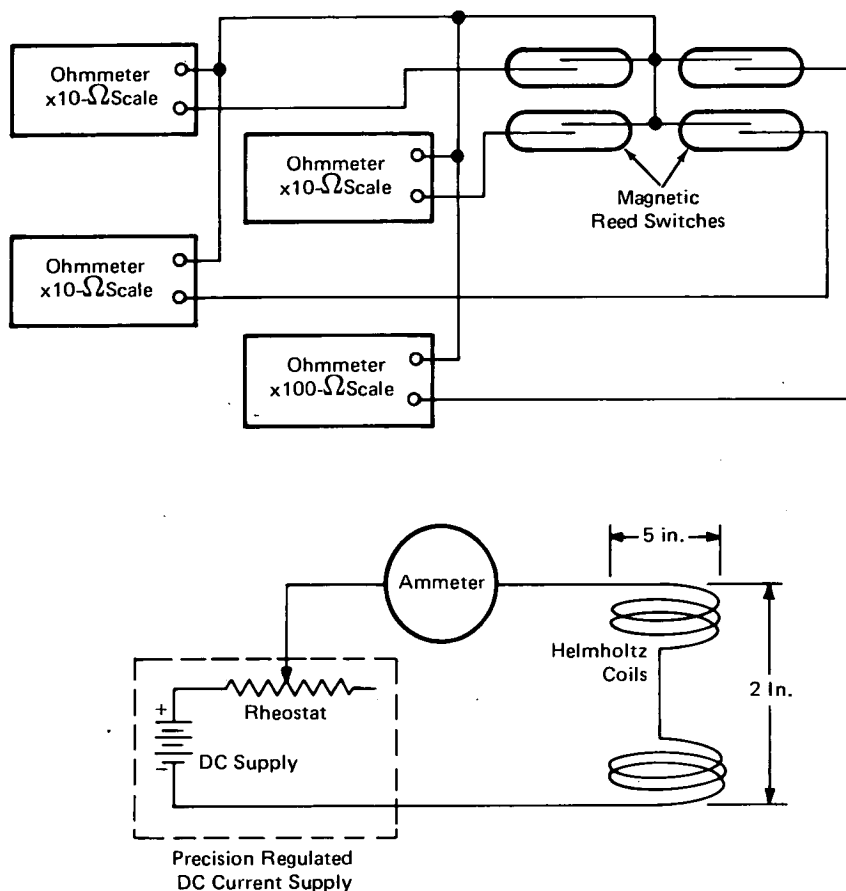 Ohmmeter
x10-ΩScale
Ohmmeter
x10-ΩScale
Magnetic
Reed Switches
Ohmmeter
x10-ΩScale
Ohmmeter
x100-ΩScale
5 in.
Ammeter
Helmholtz
Coils
2 In.
Rheostat
+
DC Supply
−
Precision Regulated
DC Current Supply